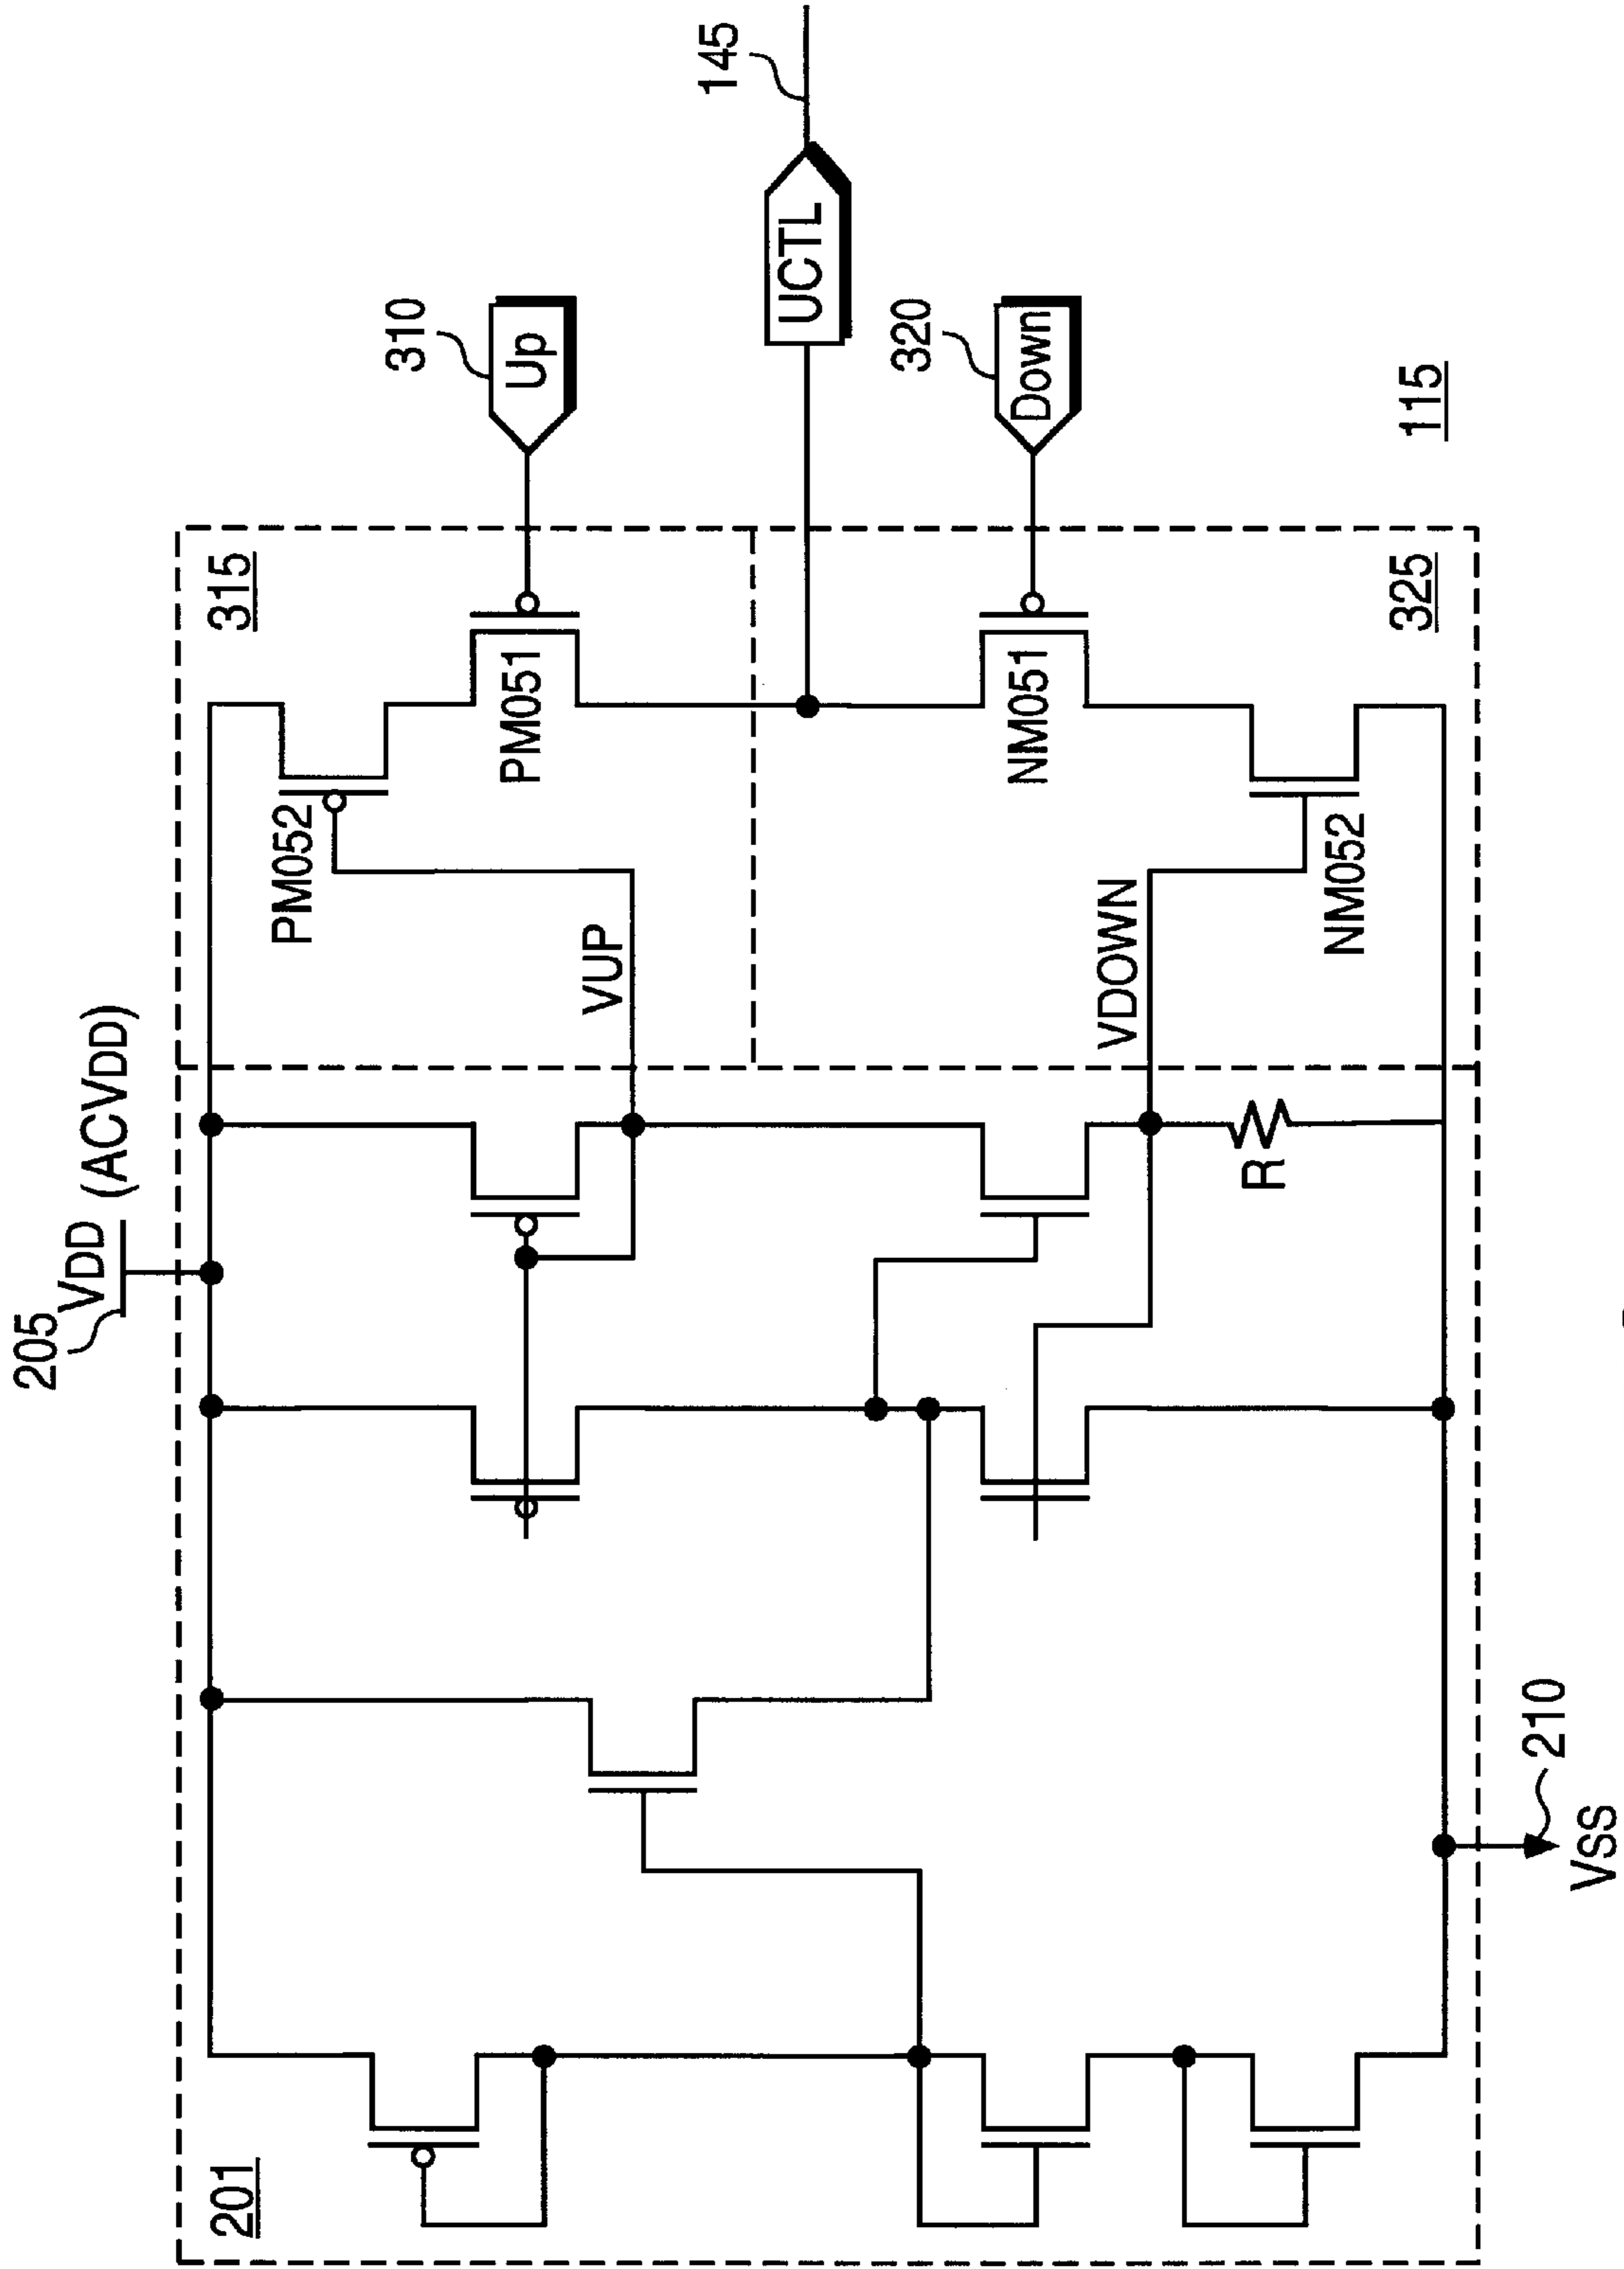 205
VDD (ACVDD)
201
315
PM052
PM051
VUP
310
Up
145
UCTL
320
Down
NM051
VDOWN
R
NM052
325
115
VSS
210